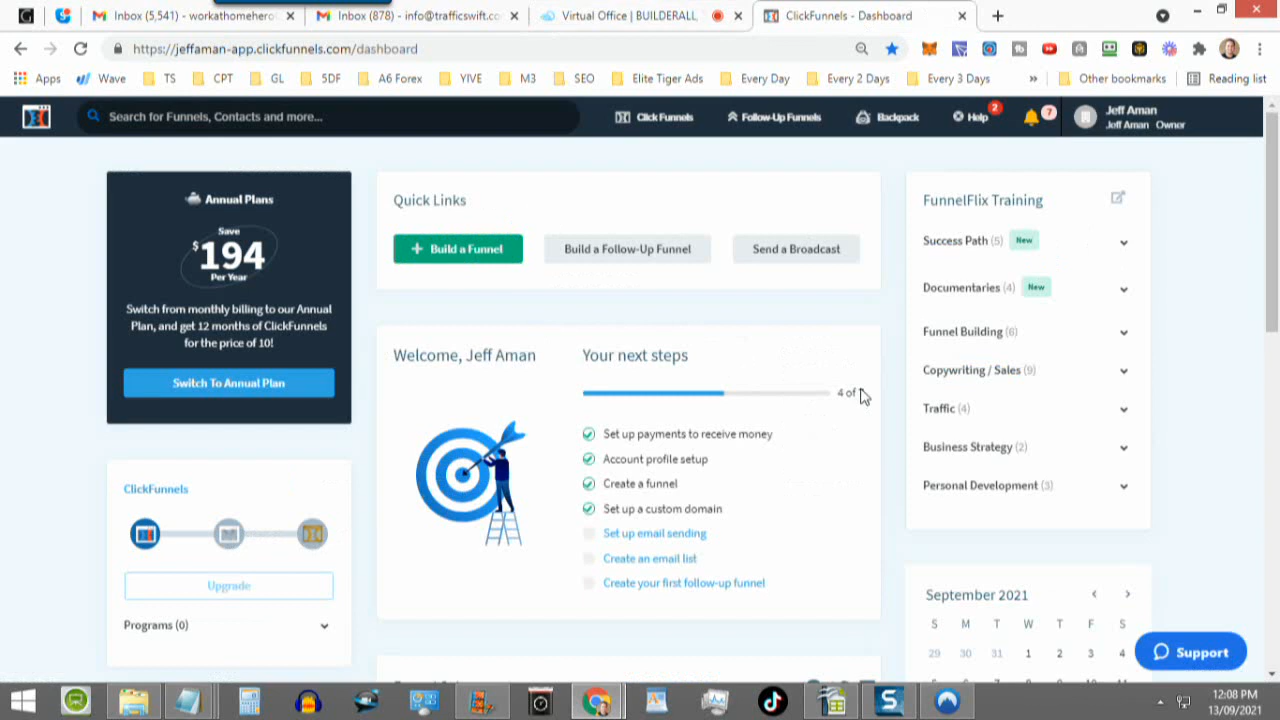 Inbox (5,541) - workathomehero
Inbox (878) - info@trafficswift.co
Virtual Office | BUILDERALL
ClickFunnels - Dashboard
https://jeffaman-app.clickfunnels.com/dashboard
Apps
Wave
TS
CPT
GL
5DF
A6 Forex
YIVE
M3
SEO
Elite Tiger Ads
Every Day
Every 2 Days
Every 3 Days
»
Other bookmarks
Reading list
Search for Funnels, Contacts and more...
ClickFunnels
Follow-Up Funnels
Backpack
Help
2
7
Jeff Aman
Jeff Aman Owner
Annual Plans
Save
$194
Per Year
Switch from monthly billing to our Annual
Plan, and get 12 months of ClickFunnels
for the price of 10!
Switch To Annual Plan
ClickFunnels
Upgrade
Programs (0)
Quick Links
+ Build a Funnel
Build a Follow-Up Funnel
Send a Broadcast
Welcome, Jeff Aman
Your next steps
4 of
Set up payments to receive money
Account profile setup
Create a funnel
Set up a custom domain
Set up email sending
Create an email list
Create your first follow-up funnel
FunnelFlix Training
Success Path (5) New
Documentaries (4) New
Funnel Building (6)
Copywriting / Sales (9)
Traffic (4)
Business Strategy (2)
Personal Development (3)
September 2021
S M T W T F S
29 30 31 1 2 3 4
Support
12:08 PM
13/09/2021